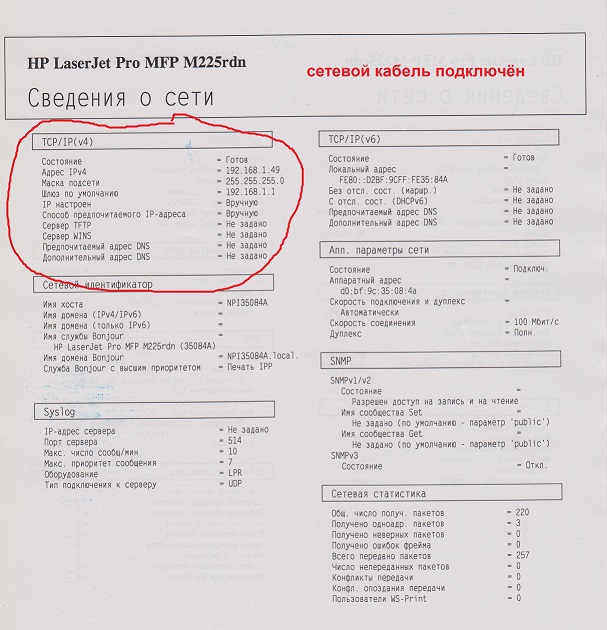 HP LaserJet Pro MFP M225rdn
сетевой кабель подключён
Сведения о сети
TCP/IP(v4)
Состояние = Готов
Адрес IPv4 = 192.168.1.49
Маска подсети = 255.255.255.0
Шлюз по умолчанию = 192.168.1.1
IP настроен = Вручную
Способ предпочитаемого IP-адреса = Вручную
Сервер TFTP = Не задано
Сервер WINS = Не задано
Предпочитаемый адрес DNS = Не задано
Дополнительный адрес DNS = Не задано
Сетевой идентификатор
Имя хоста = NPI35084A
Имя домена (IPv4/IPv6) =
Имя домена (только IPv6) =
Имя службы Bonjour =
HP LaserJet Pro MFP M225rdn (35084A)
Имя домена Bonjour = NPI35084A.local.
Служба Bonjour с высшим приоритетом = Печать IPP
Syslog
IP-адрес сервера = Не задано
Порт сервера = 514
Макс. число сообщ/мин = 10
Макс. приоритет сообщения = 7
Оборудование = LPR
Тип подключения к серверу = UDP
TCP/IP(v6)
Состояние = Готов
Локальный адрес =
FE80::D2BF:9CFF:FE35:84A
Без отсл. сост. (маршр.) = Не задано
С отсл. сост. (DHCPv6) = Не задано
Предпочитаемый адрес DNS = Не задано
Дополнительный адрес DNS = Не задано
Апп. параметры сети
Состояние = Подключ.
Аппаратный адрес =
d0:bf:9c:35:08:4a
Скорость подключения и дуплекс =
Автоматически
Скорость соединения = 100 Мбит/с
Дуплекс = Полн.
SNMP
SNMPv1/v2
Состояние =
Разрешен доступ на запись и на чтение
Имя сообщества Set =
Не задано (по умолчанию - параметр 'public')
Имя сообщества Get =
Не задано (по умолчанию - параметр 'public')
SNMPv3
Состояние = Откл.
Сетевая статистика
Общ. число получ. пакетов = 220
Получено одноадр. пакетов = 3
Получено неверных пакетов = 0
Получено ошибок фрейма = 0
Всего передано пакетов = 257
Число непереданных пакетов = 0
Конфликты передачи = 0
Конфл. опоздания передачи = 0
Пользователи WS-Print = 0